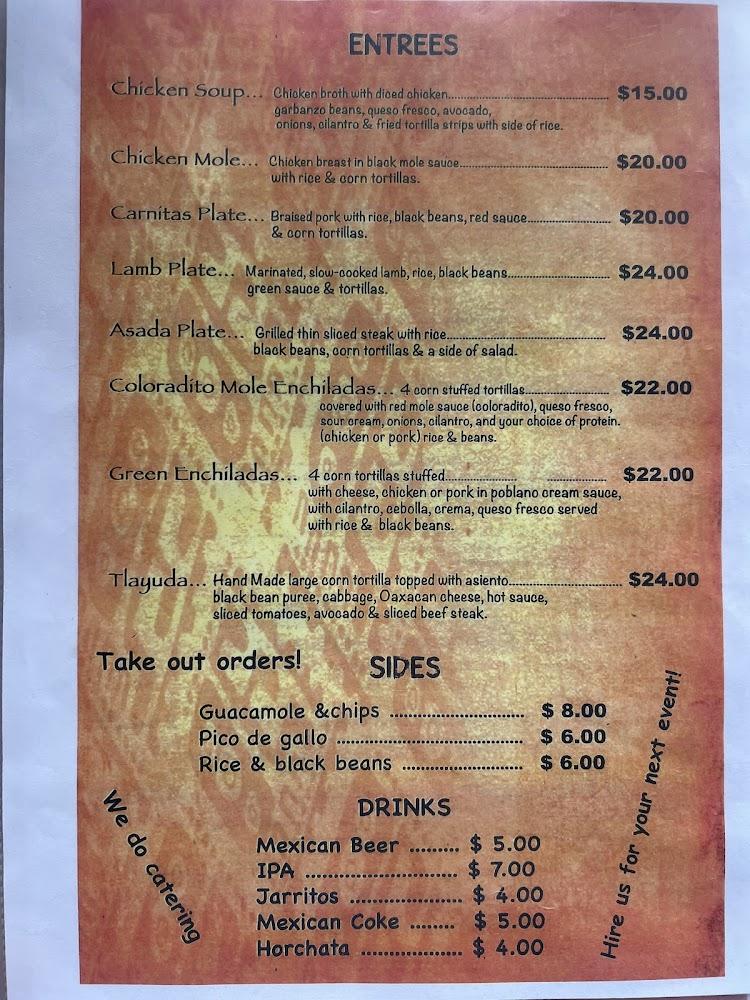 ENTREES
Chicken Soup... Chicken broth with diced chicken.......................................... $15.00
garbanzo beans, queso fresco, avocado,
onions, cilantro & fried tortilla strips with side of rice.
Chicken Mole... Chicken breast in black mole sauce....................................... $20.00
with rice & corn tortillas.
Carnitas Plate... Braised pork with rice, black beans, red sauce...................... $20.00
& corn tortillas.
Lamb Plate... Marinated, slow-cooked lamb, rice, black beans.......................... $24.00
green sauce & tortillas.
Asada Plate... Grilled thin sliced steak with rice.......................................... $24.00
black beans, corn tortillas & a side of salad.
Coloradito Mole Enchiladas... 4 corn stuffed tortillas...................... $22.00
covered with red mole sauce (coloradito), queso fresco,
sour cream, onions, cilantro, and your choice of protein.
(chicken or pork) rice & beans.
Green Enchiladas... 4 corn tortillas stuffed.................. ............... $22.00
with cheese, chicken or pork in poblano cream sauce,
with cilantro, cebolla, crema, queso fresco served
with rice & black beans.
Tlayuda... Hand Made large corn tortilla topped with asiento............................. $24.00
black bean puree, cabbage, Oaxacan cheese, hot sauce,
sliced tomatoes, avocado & sliced beef steak.
Take out orders!
SIDES
Guacamole &chips .......................... $ 8.00
Pico de gallo .................................... $ 6.00
Rice & black beans ....................... $ 6.00
DRINKS
Mexican Beer ......... $ 5.00
IPA ........................... $ 7.00
Jarritos .................... $ 4.00
Mexican Coke ........ $ 5.00
Horchata .................. $ 4.00
We do catering
Hire us for your next event!